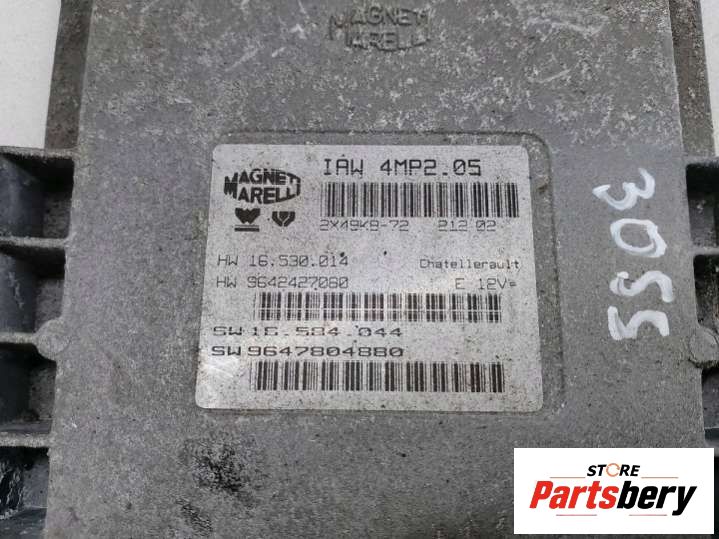 MAGNETI
MARELLI
MAGNETI
MARELLI
IAW 4MP2.05
2X49K9-72 212 02
HW 16.530.014 Chatellerault
HW 9642427080 E 12V=
SW 16.584.044
SW 9647804880
3055
STORE
Partsbery